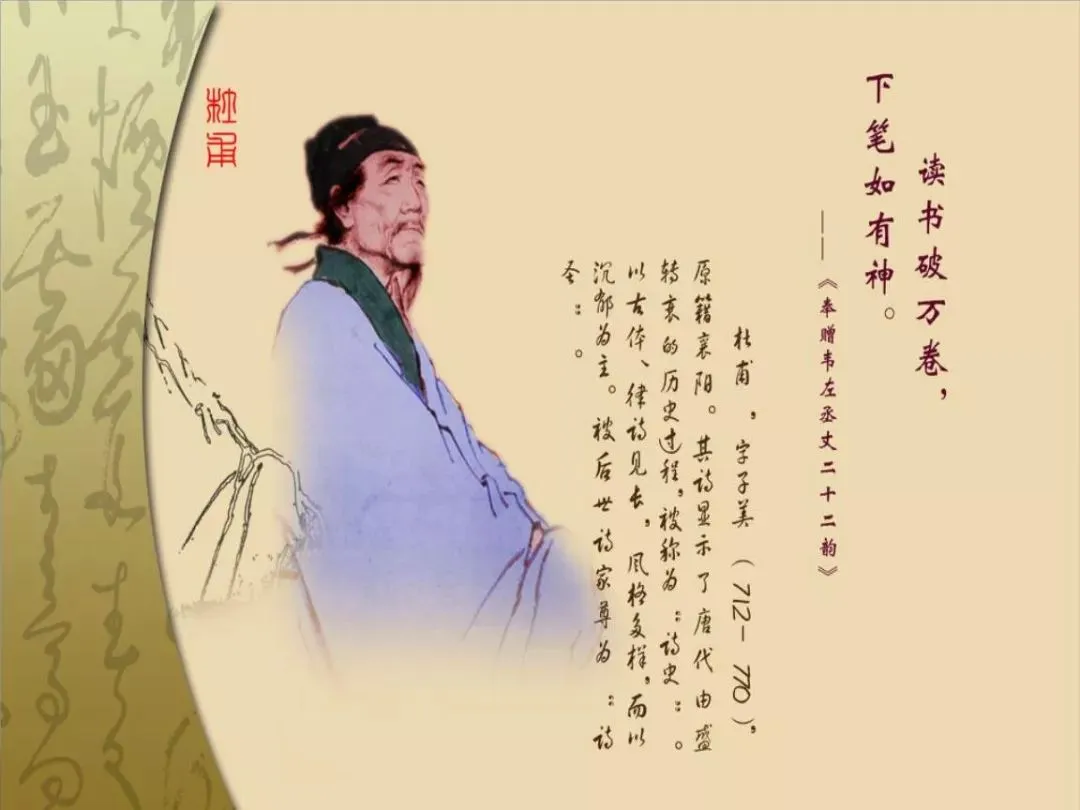 读书破万卷，
下笔如有神。
——《奉赠韦左丞丈二十二韵》
杜甫，字子美（712-770），
原籍襄阳。其诗显示了唐代由盛
转衰的历史过程，被称为“诗史”。
以古体、律诗见长，风格多样，而以
沉郁为主。被后世诗家尊为“诗
圣”。
杜甫